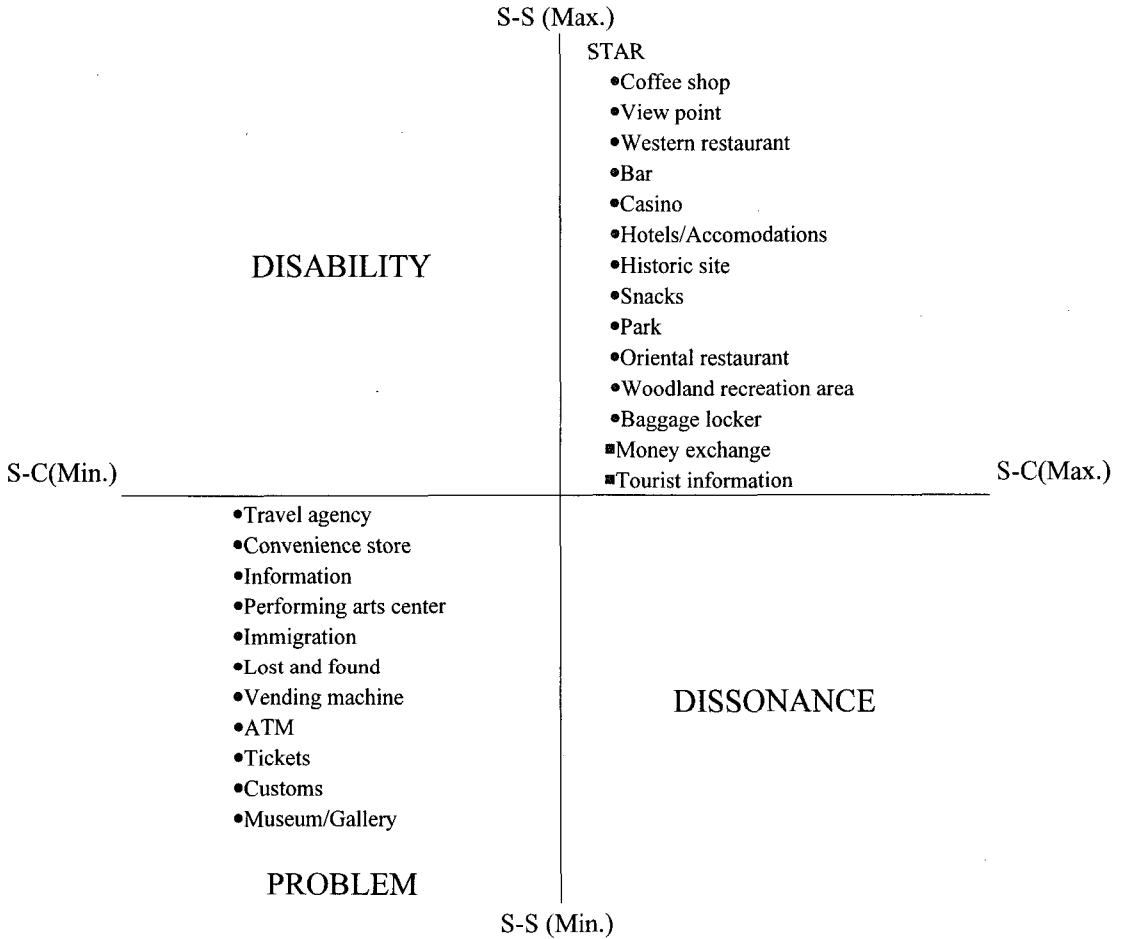 S-S (Max.)
STAR
•Coffee shop
•View point
•Western restaurant
•Bar
•Casino
•Hotels/Accomodations
•Historic site
•Snacks
•Park
•Oriental restaurant
•Woodland recreation area
•Baggage locker
■Money exchange
■Tourist information
DISABILITY
S-C(Min.)
S-C(Max.)
•Travel agency
•Convenience store
•Information
•Performing arts center
•Immigration
•Lost and found
•Vending machine
•ATM
•Tickets
•Customs
•Museum/Gallery
PROBLEM
DISSONANCE
S-S (Min.)